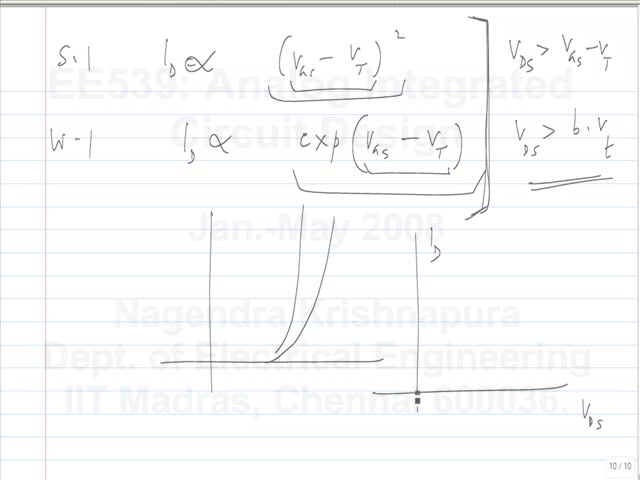 S.I I_D ∝ (V_GS − V_T)² V_DS > V_GS − V_T
W-I I_D ∝ exp (V_GS − V_T) V_DS > 6·V_t
EE539: Analog Integrated
Circuit Design
Jan.-May 2008
I_D
Nagendra Krishnapura
Dept. of Electrical Engineering
IIT Madras, Chennai 600036.
V_DS
10 / 10